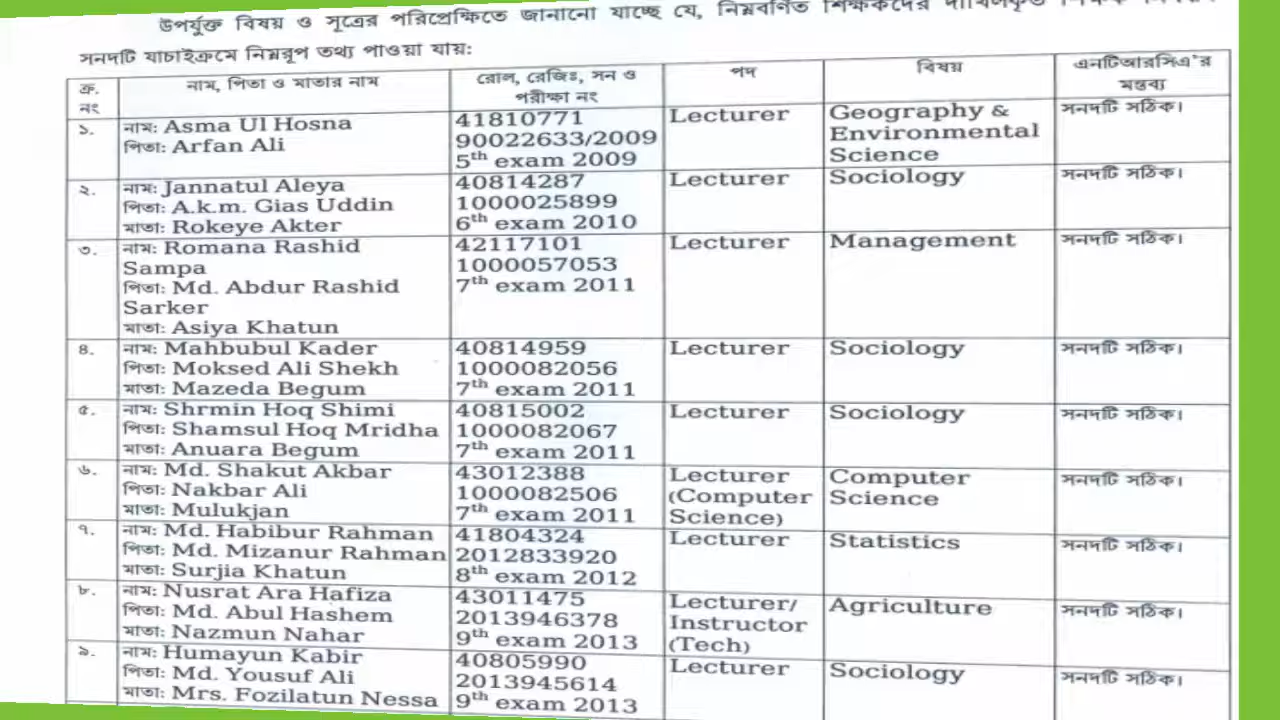 উপর্যুক্ত বিষয় ও সূত্রের পরিপ্রেক্ষিতে জানানো যাচ্ছে যে, নিম্নবর্ণিত শিক্ষকদের দাখিলকৃত
সনদটি যাচাইক্রমে নিম্নরূপ তথ্য পাওয়া যায়:
ক্র. নং
নাম, পিতা ও মাতার নাম
রোল, রেজিঃ, সন ও
পরীক্ষা নং
পদ
বিষয়
এনটিআরসিএ'র
মন্তব্য
১.
নাম: Asma Ul Hosna
পিতা: Arfan Ali
41810771
90022633/2009
5th exam 2009
Lecturer
Geography &
Environmental
Science
সনদটি সঠিক।
২.
নাম: Jannatul Aleya
পিতা: A.k.m. Gias Uddin
মাতা: Rokeye Akter
40814287
1000025899
6th exam 2010
Lecturer
Sociology
সনদটি সঠিক।
৩.
নাম: Romana Rashid
Sampa
পিতা: Md. Abdur Rashid
Sarker
মাতা: Asiya Khatun
42117101
1000057053
7th exam 2011
Lecturer
Management
সনদটি সঠিক।
৪.
নাম: Mahbubul Kader
পিতা: Moksed Ali Shekh
মাতা: Mazeda Begum
40814959
1000082056
7th exam 2011
Lecturer
Sociology
সনদটি সঠিক।
৫.
নাম: Shrmin Hoq Shimi
পিতা: Shamsul Hoq Mridha
মাতা: Anuara Begum
40815002
1000082067
7th exam 2011
Lecturer
Sociology
সনদটি সঠিক।
৬.
নাম: Md. Shakut Akbar
পিতা: Nakbar Ali
মাতা: Mulukjan
43012388
1000082506
7th exam 2011
Lecturer
(Computer
Science)
Computer
Science
সনদটি সঠিক।
৭.
নাম: Md. Habibur Rahman
পিতা: Md. Mizanur Rahman
মাতা: Surjia Khatun
41804324
2012833920
8th exam 2012
Lecturer
Statistics
সনদটি সঠিক।
৮.
নাম: Nusrat Ara Hafiza
পিতা: Md. Abul Hashem
মাতা: Nazmun Nahar
43011475
2013946378
9th exam 2013
Lecturer/
Instructor
(Tech)
Agriculture
সনদটি সঠিক।
৯.
নাম: Humayun Kabir
পিতা: Md. Yousuf Ali
মাতা: Mrs. Fozilatun Nessa
40805990
2013945614
9th exam 2013
Lecturer
Sociology
সনদটি সঠিক।